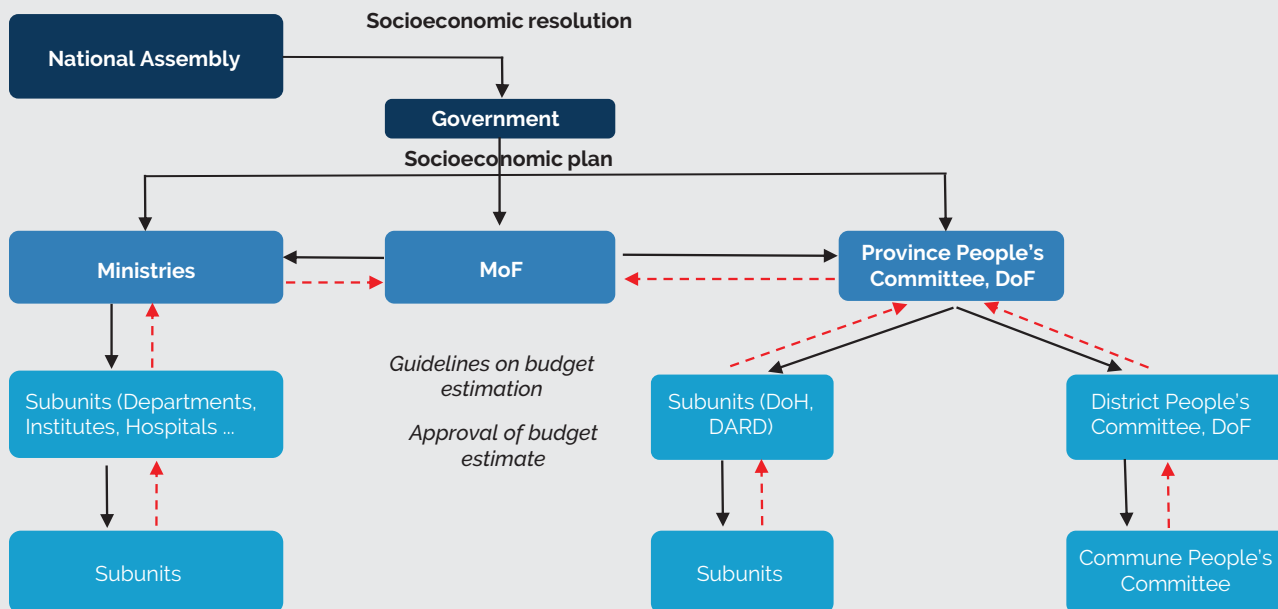 Socioeconomic resolution
National Assembly
Government
Socioeconomic plan
Ministries
MoF
Province People's
Committee, DoF
Guidelines on budget
estimation
Approval of budget
estimate
Subunits (Departments,
Institutes, Hospitals ...
Subunits (DoH,
DARD)
District People's
Committee, DoF
Subunits
Subunits
Commune People's
Committee